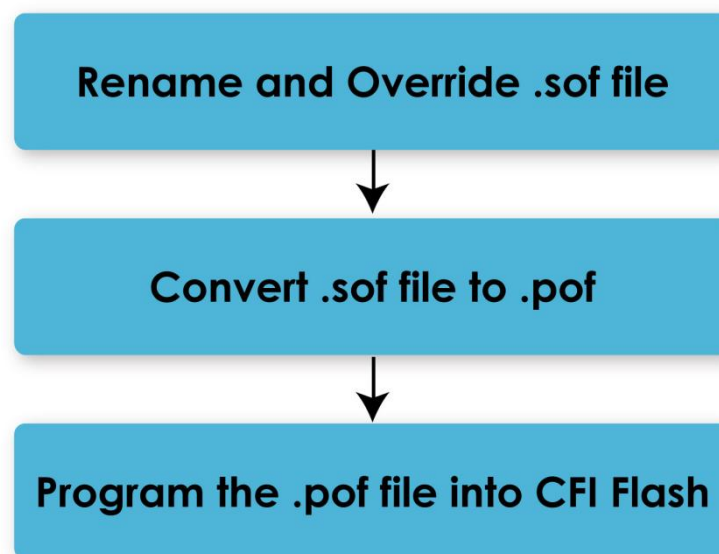 Rename and Override .sof file
Convert .sof file to .pof
Program the .pof file into CFI Flash